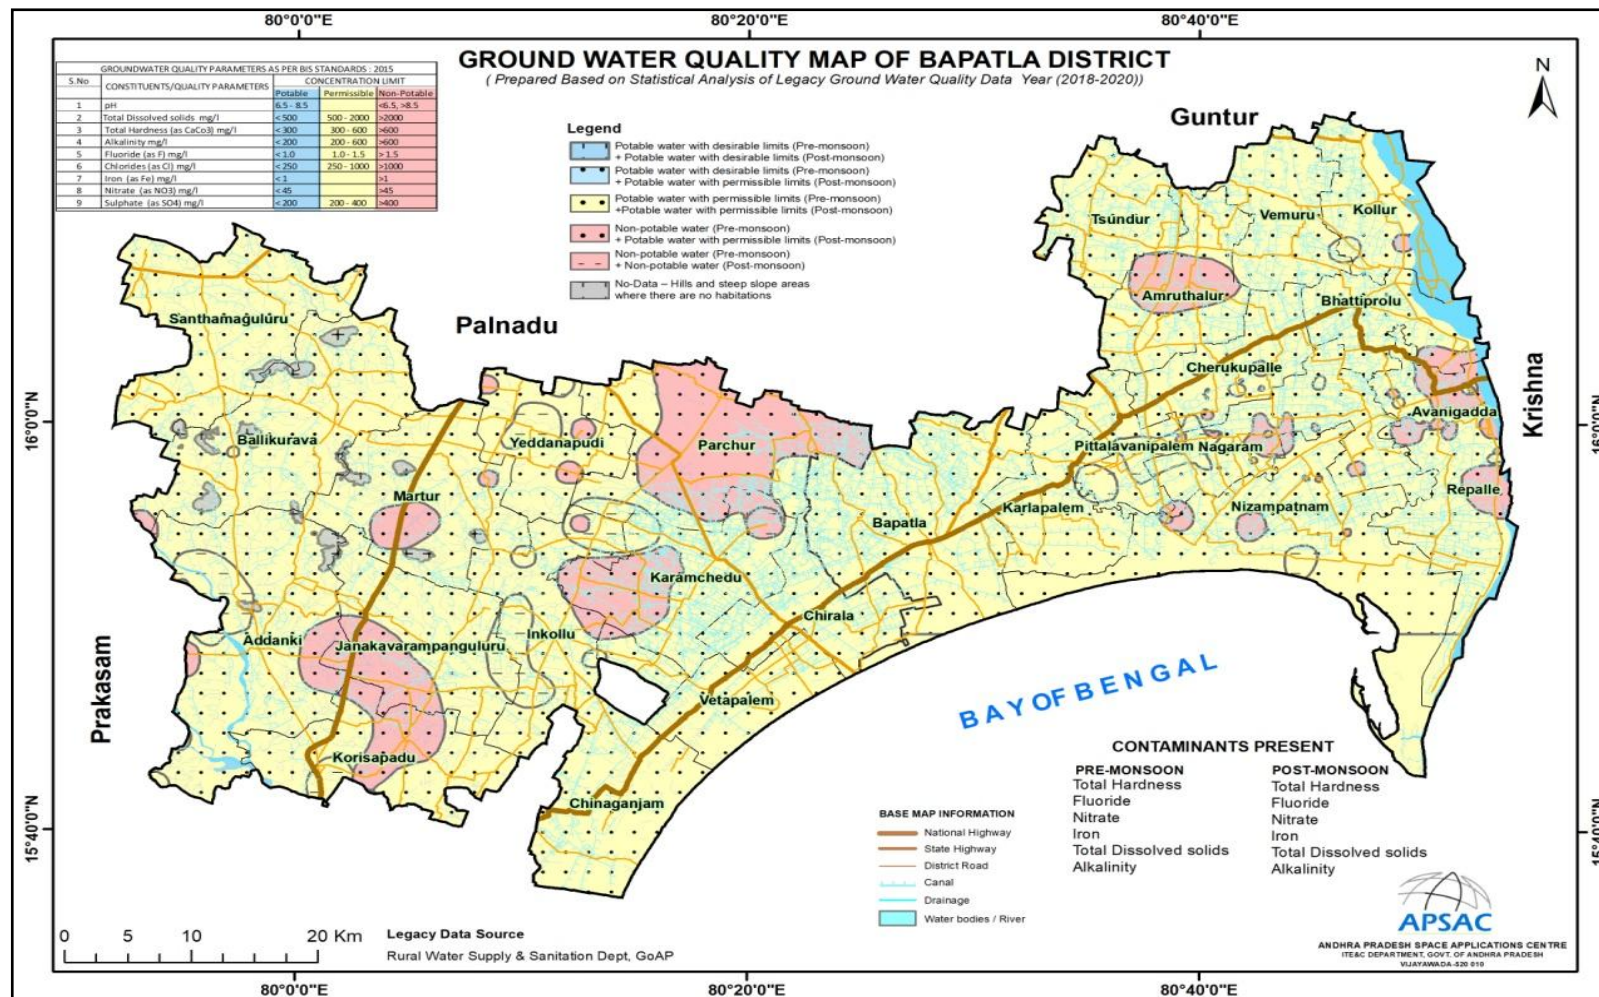 80°0'0"E
80°20'0"E
80°40'0"E
GROUND WATER QUALITY MAP OF BAPATLA DISTRICT
( Prepared Based on Statistical Analysis of Legacy Ground Water Quality Data Year (2018-2020))
N
GROUNDWATER QUALITY PARAMETERS AS PER BIS STANDARDS : 2015
S.No CONSTITUENTS/QUALITY PARAMETERS CONCENTRATION LIMIT
Potable Permissible Non-Potable
1 pH 6.5 - 8.5 <6.5, >8.5
2 Total Dissolved solids mg/l <500 500 - 2000 >2000
3 Total Hardness (as CaCo3) mg/l <300 300 - 600 >600
4 Alkalinity mg/l <200 200 - 600 >600
5 Fluoride (as F) mg/l <1.0 1.0 - 1.5 >1.5
6 Chlorides (as Cl) mg/l <250 250 - 1000 >1000
7 Iron (as Fe) mg/l <1 >1
8 Nitrate (as NO3) mg/l <45 >45
9 Sulphate (as SO4) mg/l <200 200 - 400 >400
Legend
Potable water with desirable limits (Pre-monsoon)
+ Potable water with desirable limits (Post-monsoon)
Potable water with desirable limits (Pre-monsoon)
+ Potable water with permissible limits (Post-monsoon)
Potable water with permissible limits (Pre-monsoon)
+Potable water with permissible limits (Post-monsoon)
Non-potable water (Pre-monsoon)
+ Potable water with permissible limits (Post-monsoon)
Non-potable water (Pre-monsoon)
+ Non-potable water (Post-monsoon)
No-Data – Hills and steep slope areas
where there are no habitations
Guntur
Palnadu
Krishna
Prakasam
Tsundur
Vemuru
Kollur
Amruthalur
Bhattiprolu
Santhamaguluru
Cherukupalle
Avanigadda
Ballikurava
Yeddanapudi
Parchur
Pittalavanipalem
Nagaram
Martur
Repalle
Bapatla
Karlapalem
Nizampatnam
Karamchedu
Chirala
Addanki
Janakavarampanguluru
Inkollu
Vetapalem
Korisapadu
Chinaganjam
BAY OF BENGAL
16°0'0"N
16°0'0"N
15°40'0"N
15°40'0"N
CONTAMINANTS PRESENT
PRE-MONSOON
Total Hardness
Fluoride
Nitrate
Iron
Total Dissolved solids
Alkalinity
POST-MONSOON
Total Hardness
Fluoride
Nitrate
Iron
Total Dissolved solids
Alkalinity
BASE MAP INFORMATION
National Highway
State Highway
District Road
Canal
Drainage
Water bodies / River
0 5 10 20 Km
Legacy Data Source
Rural Water Supply & Sanitation Dept, GoAP
APSAC
ANDHRA PRADESH SPACE APPLICATIONS CENTRE
ITE&C DEPARTMENT, GOVT. OF ANDHRA PRADESH
VIJAYAWADA-520 010
80°0'0"E
80°20'0"E
80°40'0"E